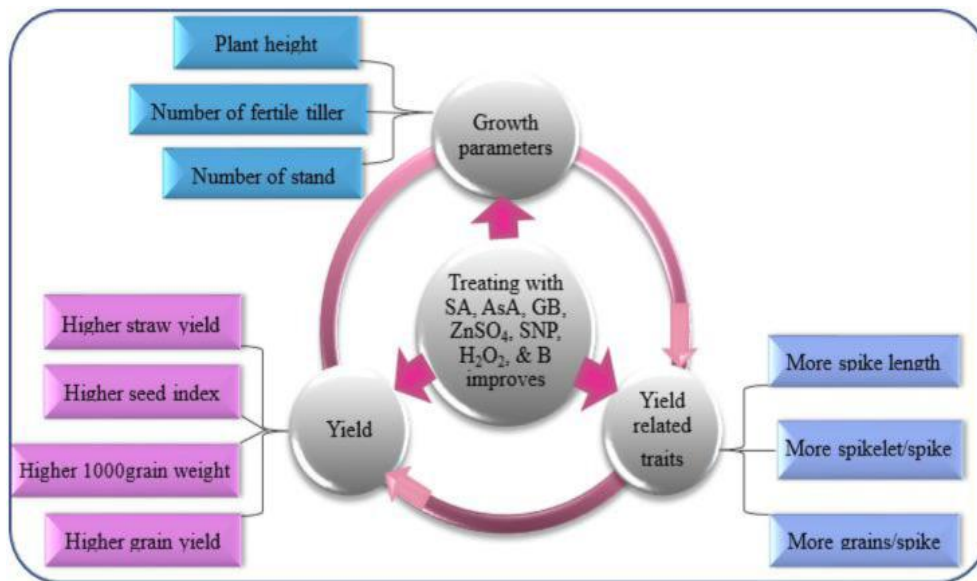 Plant height
Number of fertile tiller
Number of stand
Growth
parameters
Treating with
SA, AsA, GB,
ZnSO₄, SNP,
H₂O₂, & B
improves
Higher straw yield
Higher seed index
Higher 1000grain weight
Higher grain yield
Yield
Yield
related
traits
More spike length
More spikelet/spike
More grains/spike